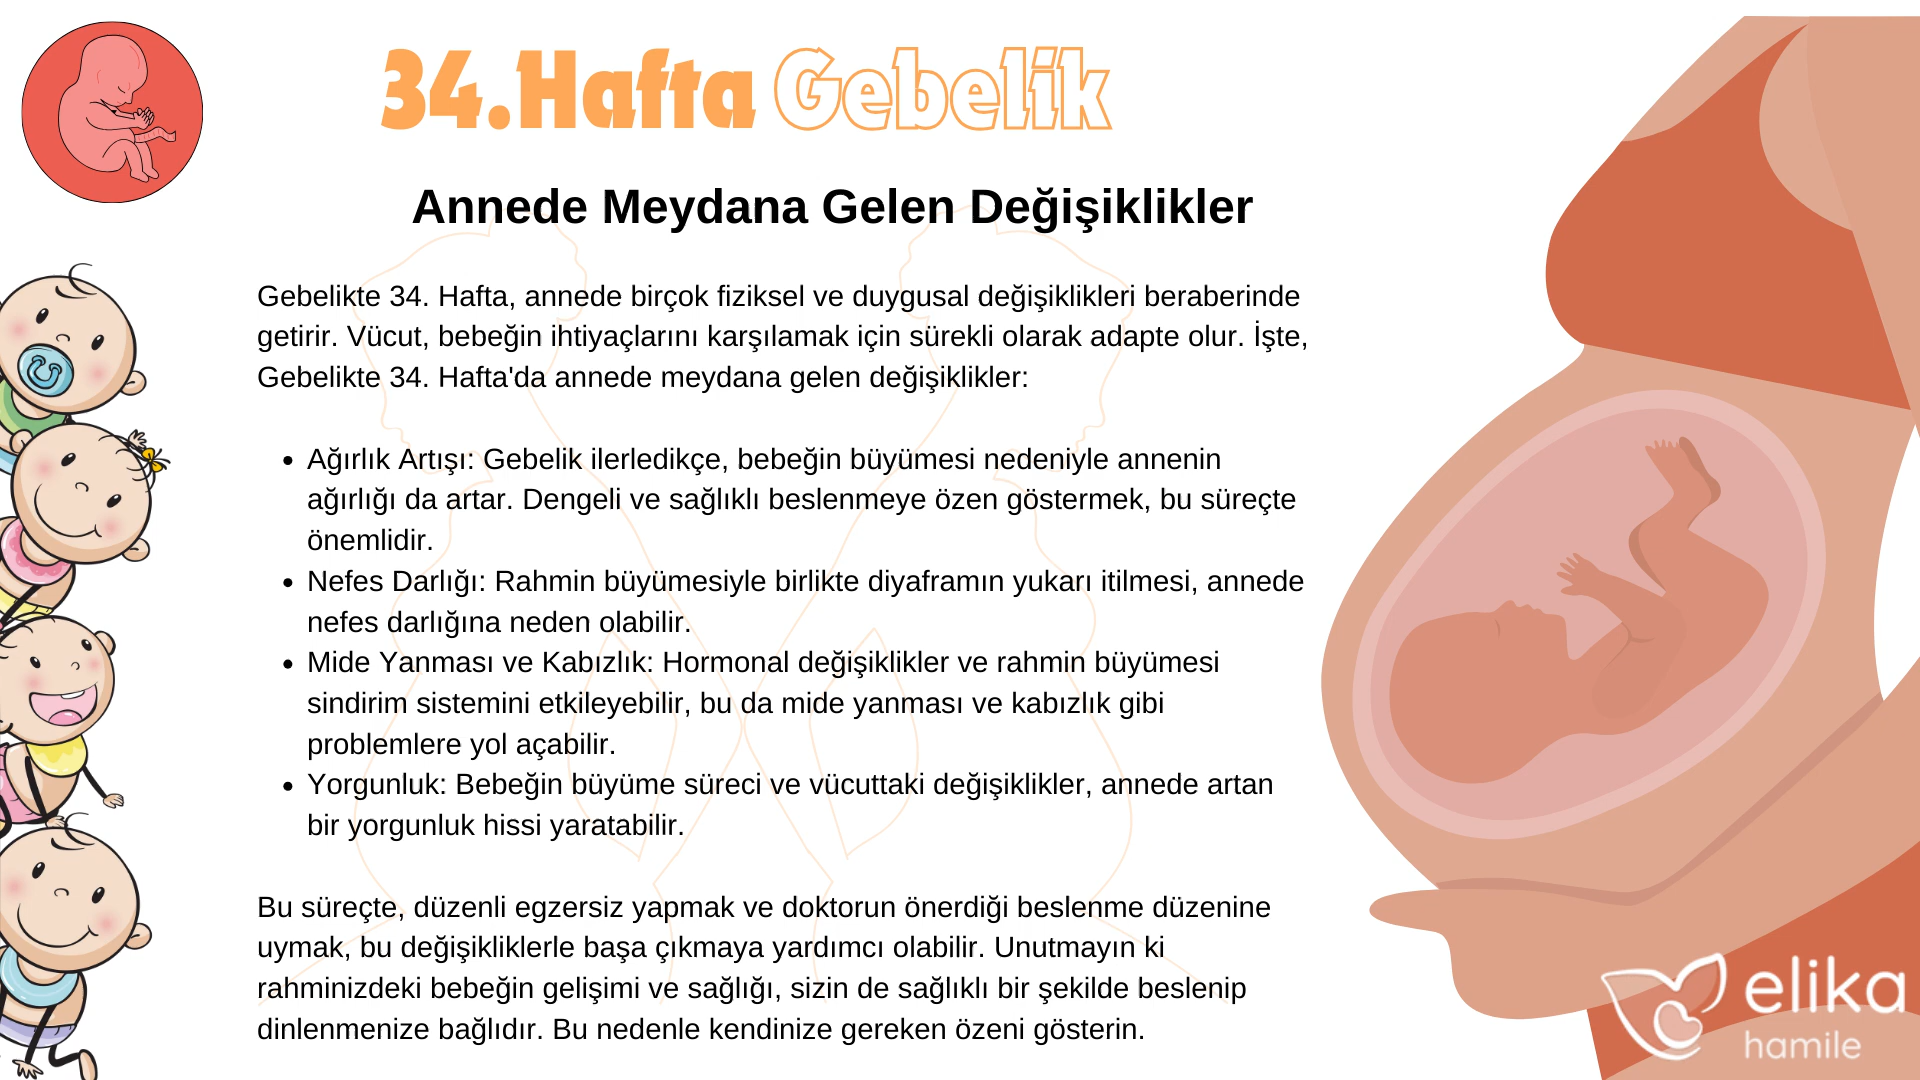 34.Hafta Gebelik
Annede Meydana Gelen Değişiklikler
Gebelikte 34. Hafta, annede birçok fiziksel ve duygusal değişiklikleri beraberinde
getirir. Vücut, bebeğin ihtiyaçlarını karşılamak için sürekli olarak adapte olur. İşte,
Gebelikte 34. Hafta'da annede meydana gelen değişiklikler:
• Ağırlık Artışı: Gebelik ilerledikçe, bebeğin büyümesi nedeniyle annenin
ağırlığı da artar. Dengeli ve sağlıklı beslenmeye özen göstermek, bu süreçte
önemlidir.
• Nefes Darlığı: Rahmin büyümesiyle birlikte diyaframın yukarı itilmesi, annede
nefes darlığına neden olabilir.
• Mide Yanması ve Kabızlık: Hormonal değişiklikler ve rahmin büyümesi
sindirim sistemini etkileyebilir, bu da mide yanması ve kabızlık gibi
problemlere yol açabilir.
• Yorgunluk: Bebeğin büyüme süreci ve vücuttaki değişiklikler, annede artan
bir yorgunluk hissi yaratabilir.
Bu süreçte, düzenli egzersiz yapmak ve doktorun önerdiği beslenme düzenine
uymak, bu değişikliklerle başa çıkmaya yardımcı olabilir. Unutmayın ki
rahminizdeki bebeğin gelişimi ve sağlığı, sizin de sağlıklı bir şekilde beslenip
dinlenmenize bağlıdır. Bu nedenle kendinize gereken özeni gösterin.
elika
hamile